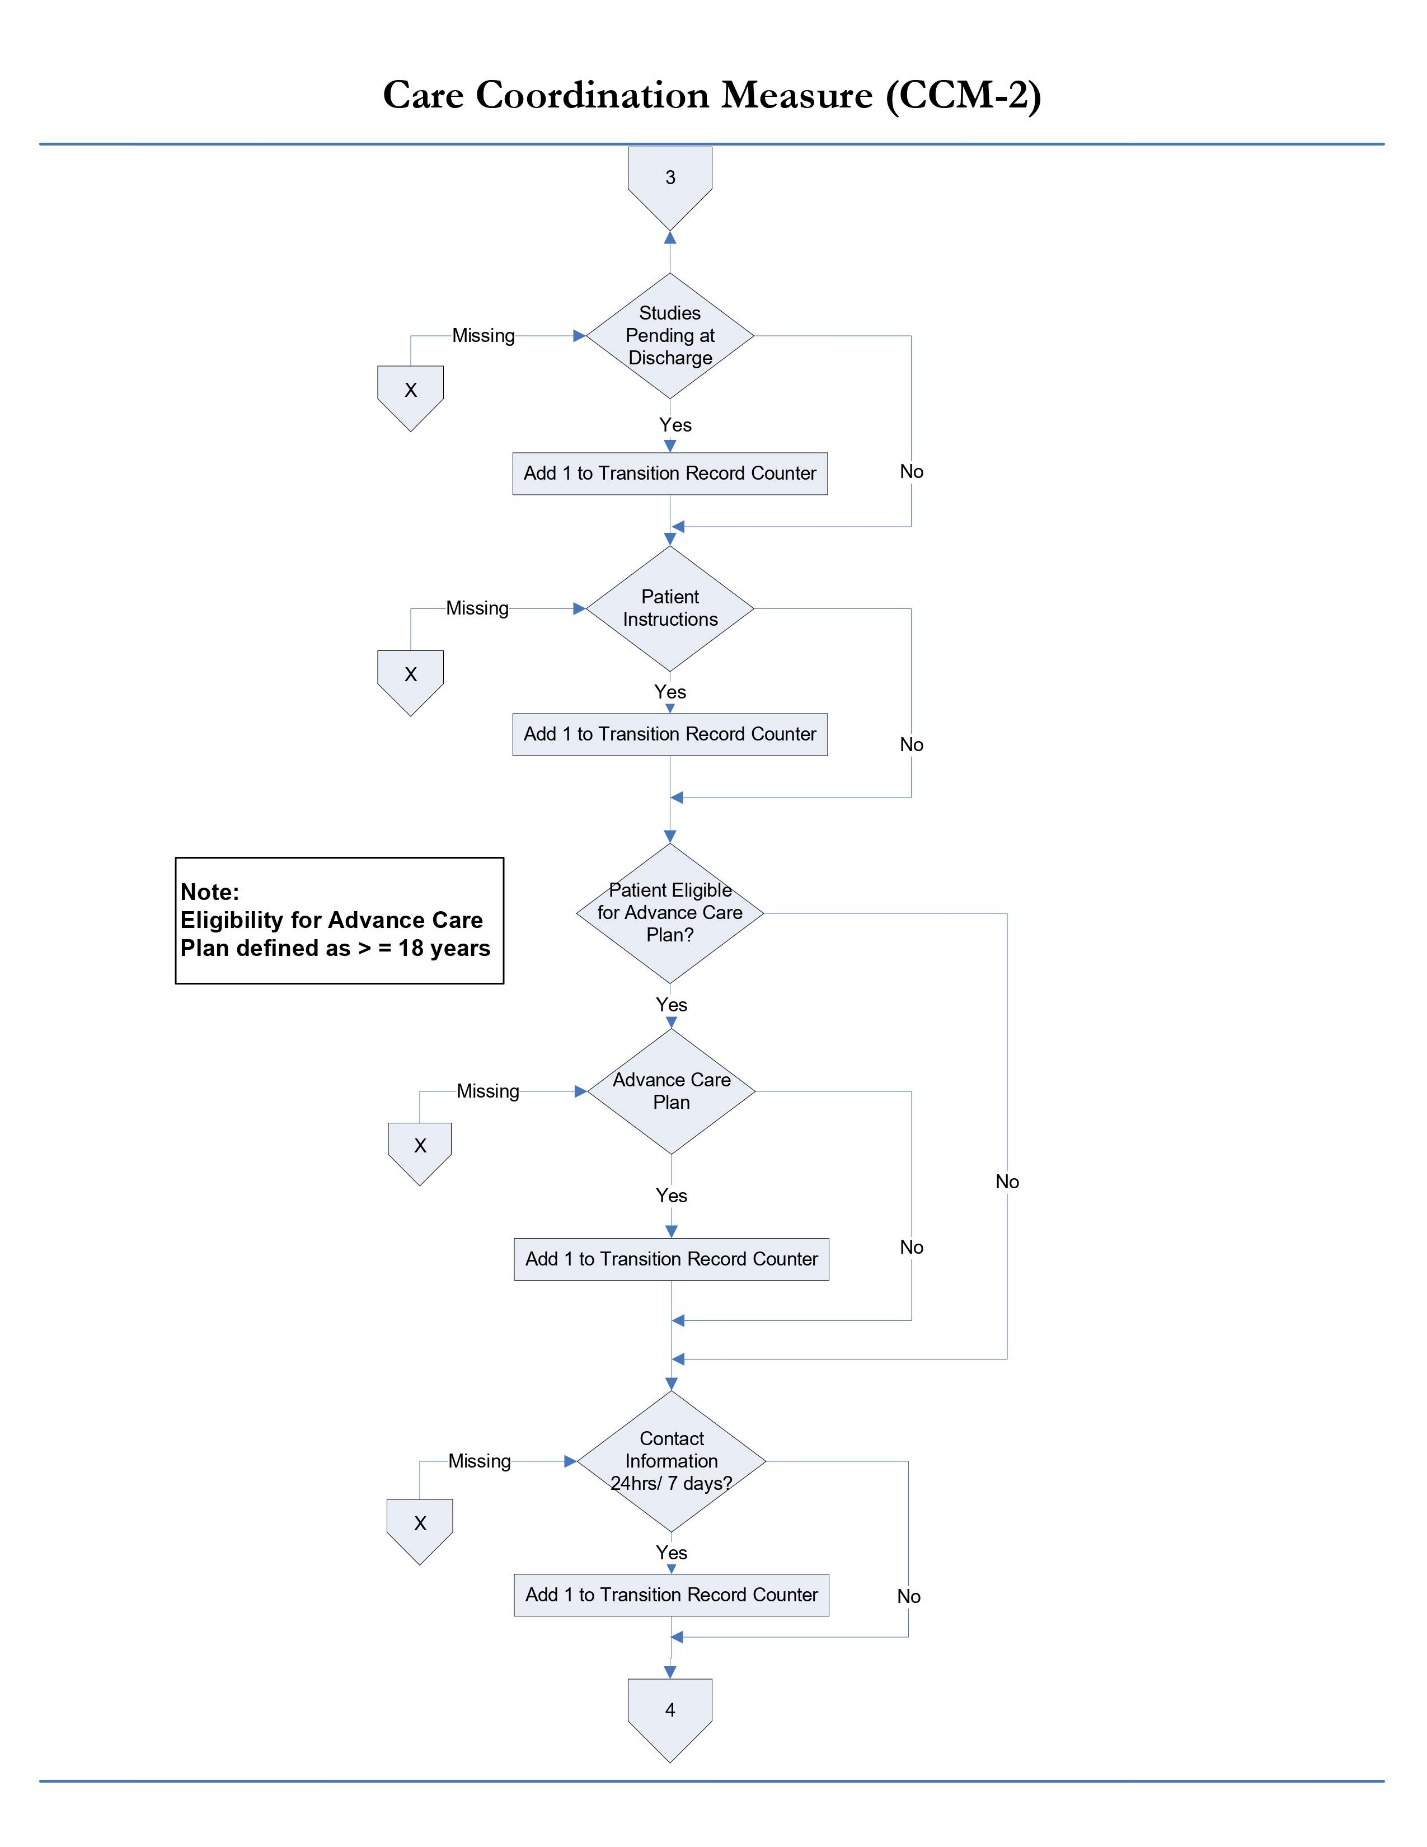 Care Coordination Measure (CCM-2)
3
Studies
Pending at
Discharge
Missing
X
Yes
Add 1 to Transition Record Counter
No
Patient
Instructions
Missing
X
Yes
Add 1 to Transition Record Counter
No
Note:
Eligibility for Advance Care
Plan defined as > = 18 years
Patient Eligible
for Advance Care
Plan?
Yes
Advance Care
Plan
Missing
X
Yes
No
No
Add 1 to Transition Record Counter
Contact
Information
24hrs/ 7 days?
Missing
X
Yes
Add 1 to Transition Record Counter
No
4